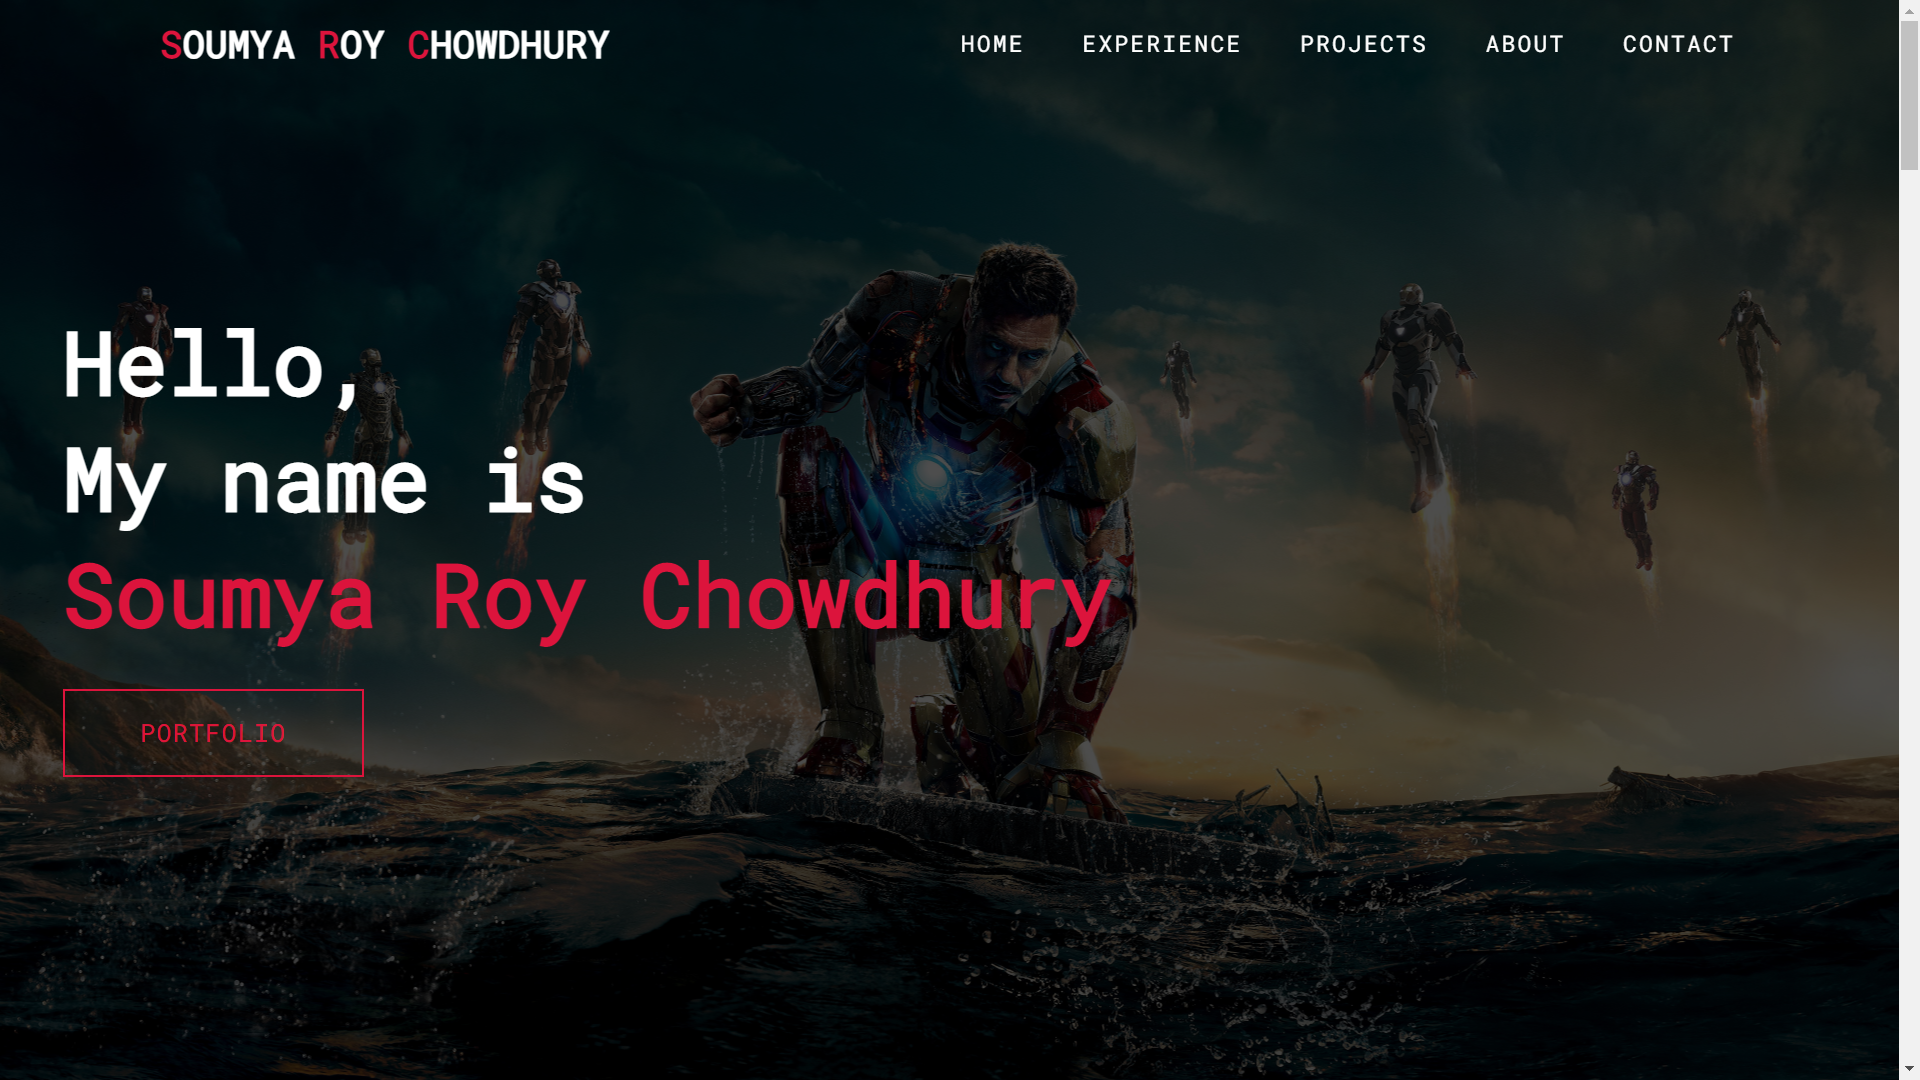 SOUMYA ROY CHOWDHURY
HOME EXPERIENCE PROJECTS ABOUT CONTACT
Hello,
My name is
Soumya Roy Chowdhury
PORTFOLIO